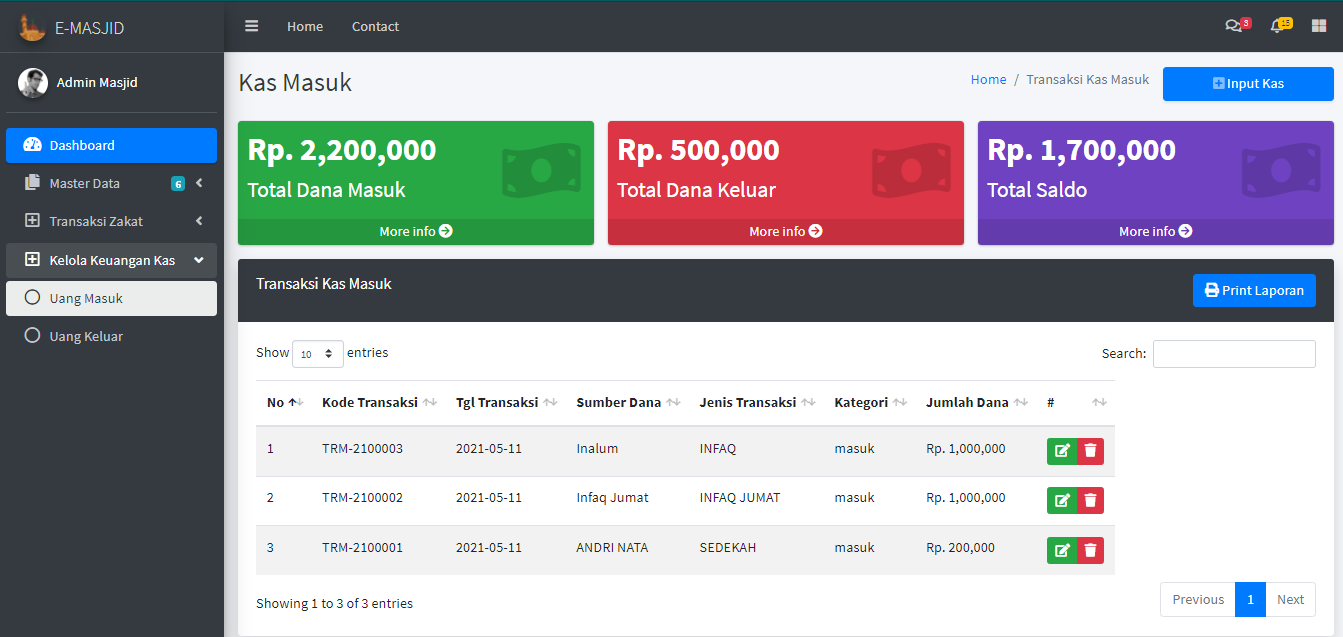 E-MASJID
Home Contact 3 15
Admin Masjid
Kas Masuk
Home / Transaksi Kas Masuk
Input Kas
Dashboard
Master Data 6
Transaksi Zakat
Kelola Keuangan Kas
Uang Masuk
Uang Keluar
Rp. 2,200,000
Total Dana Masuk
More info
Rp. 500,000
Total Dana Keluar
More info
Rp. 1,700,000
Total Saldo
More info
Transaksi Kas Masuk
Print Laporan
Show 10 entries
Search:
No Kode Transaksi Tgl Transaksi Sumber Dana Jenis Transaksi Kategori Jumlah Dana #
1 TRM-2100003 2021-05-11 Inalum INFAQ masuk Rp. 1,000,000
2 TRM-2100002 2021-05-11 Infaq Jumat INFAQ JUMAT masuk Rp. 1,000,000
3 TRM-2100001 2021-05-11 ANDRI NATA SEDEKAH masuk Rp. 200,000
Showing 1 to 3 of 3 entries
Previous 1 Next